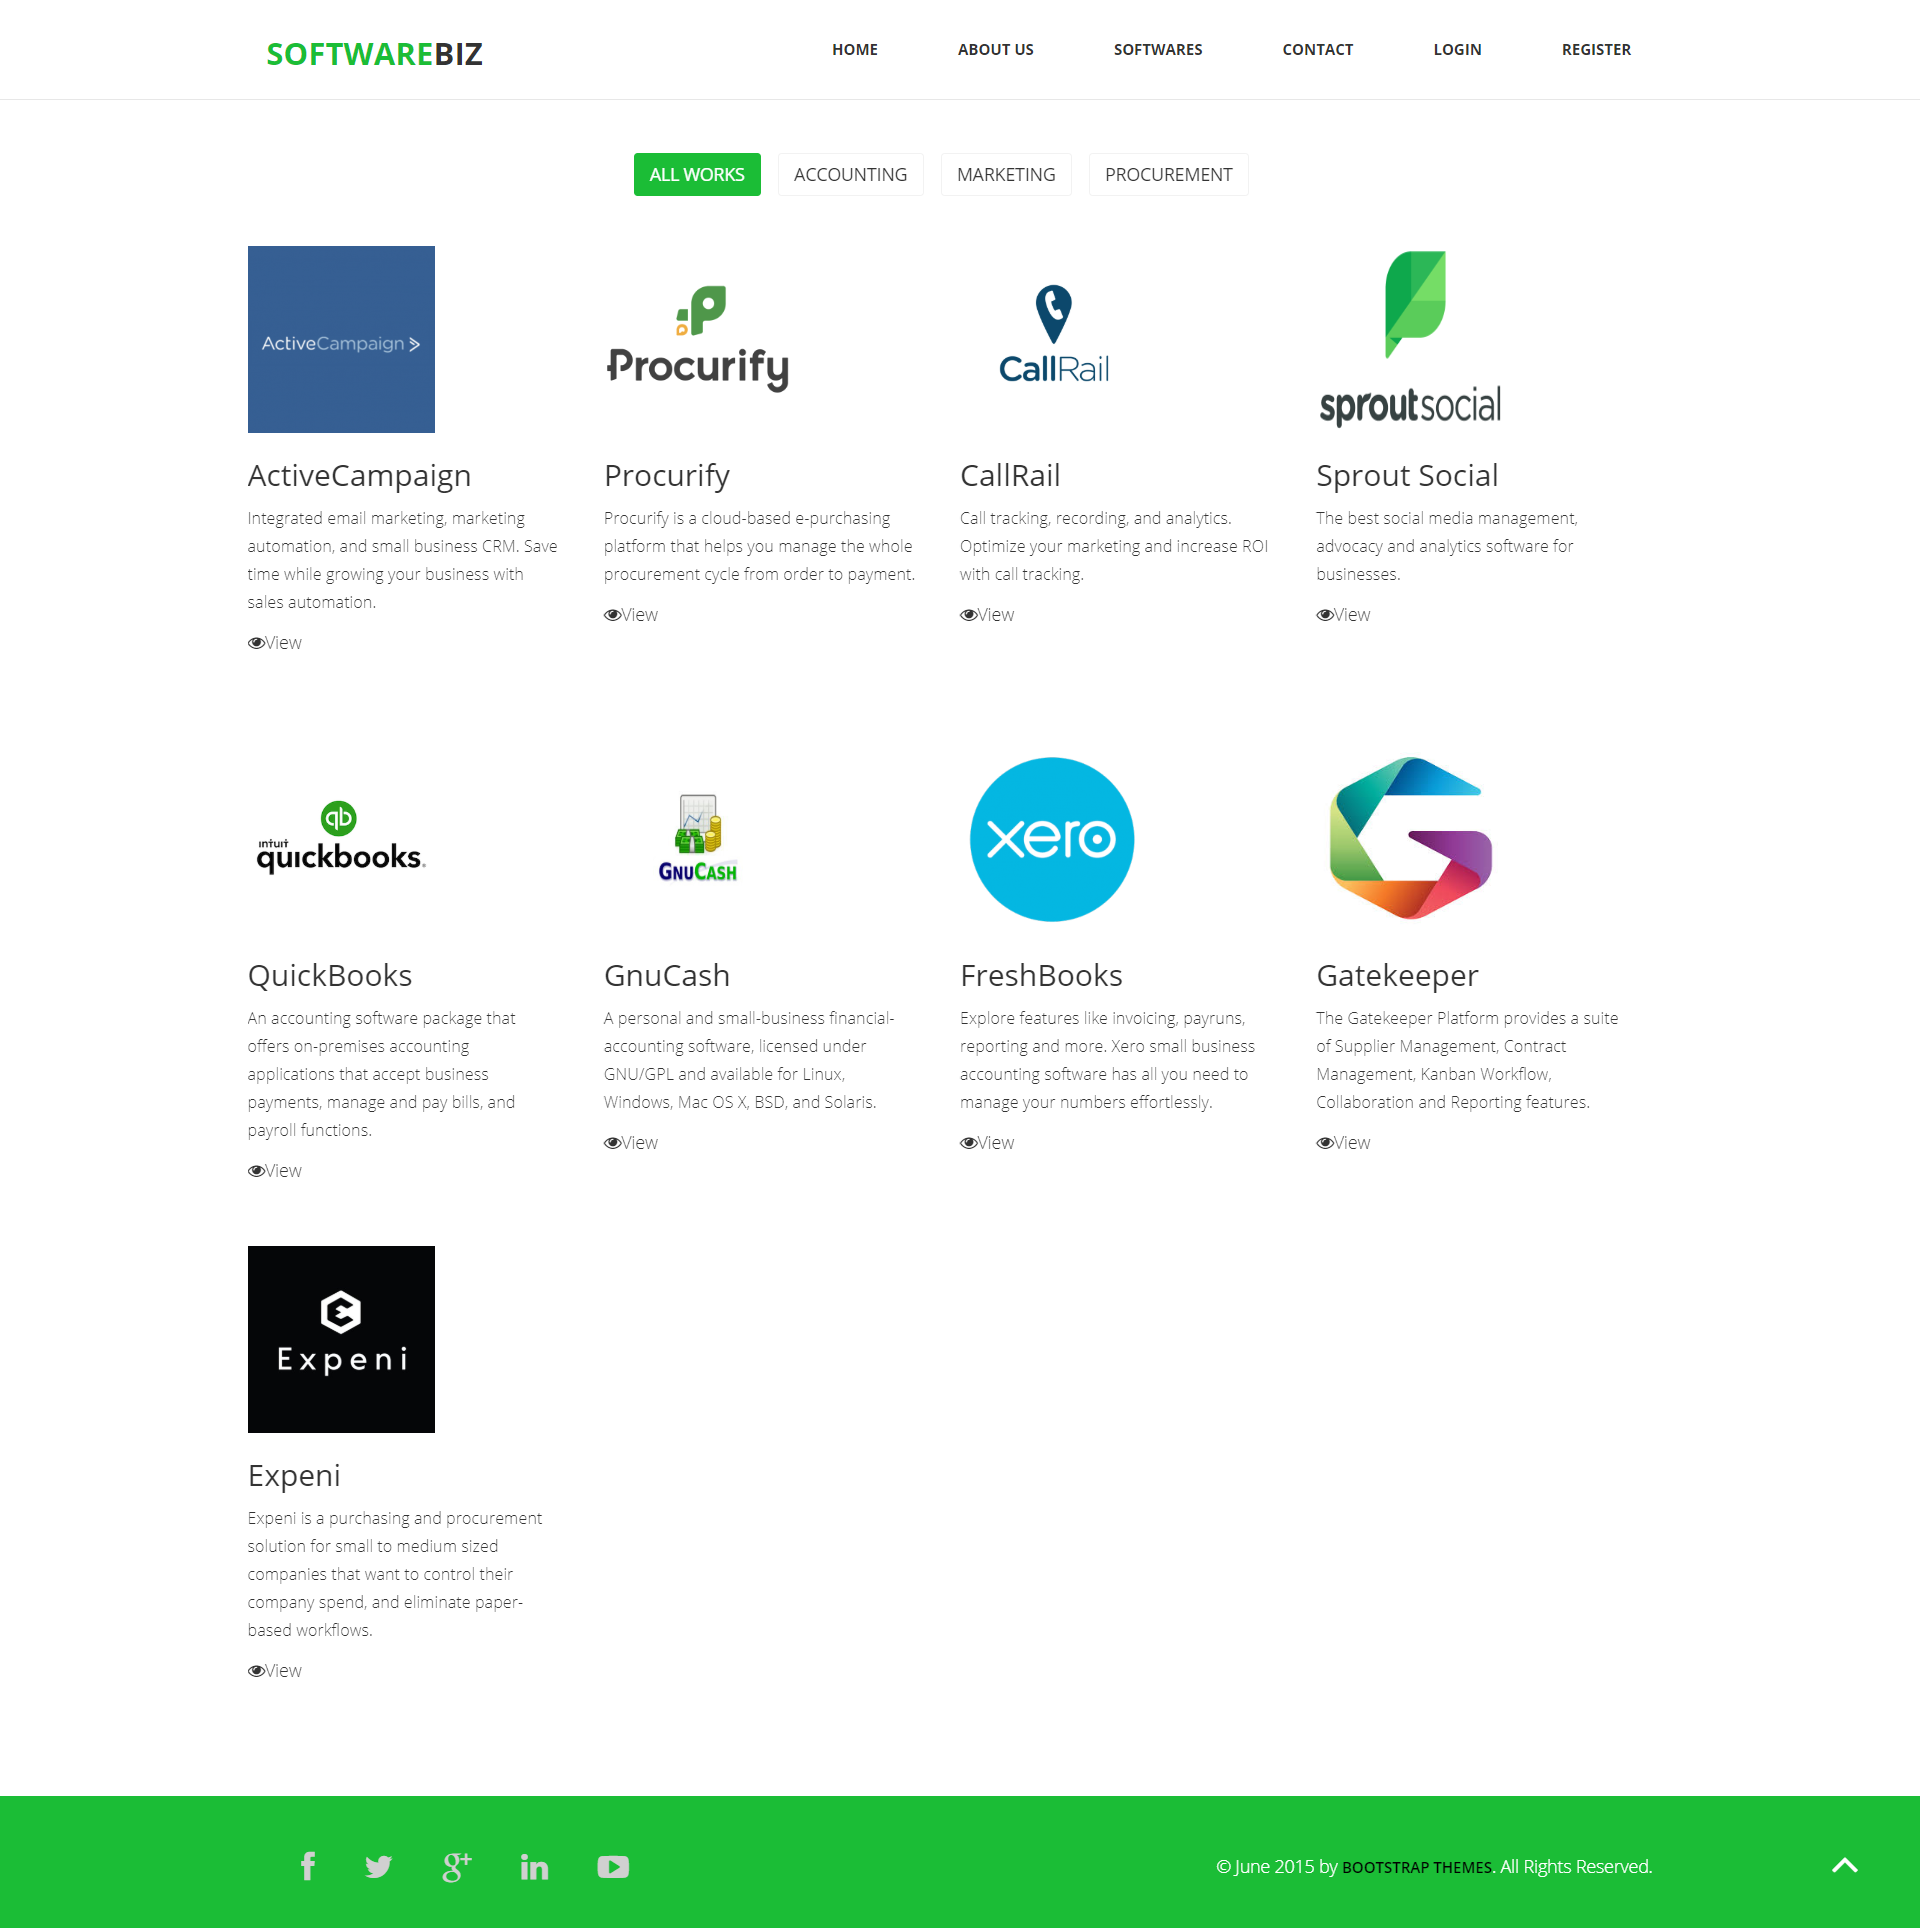 SOFTWAREBIZ
HOME
ABOUT US
SOFTWARES
CONTACT
LOGIN
REGISTER
ALL WORKS
ACCOUNTING
MARKETING
PROCUREMENT
ActiveCampaign
ActiveCampaign
Integrated email marketing, marketing
automation, and small business CRM. Save
time while growing your business with
sales automation.
View
Procurify
Procurify
Procurify is a cloud-based e-purchasing
platform that helps you manage the whole
procurement cycle from order to payment.
View
CallRail
CallRail
Call tracking, recording, and analytics.
Optimize your marketing and increase ROI
with call tracking.
View
sproutsocial
Sprout Social
The best social media management,
advocacy and analytics software for
businesses.
View
qb
intuit
quickbooks.
QuickBooks
An accounting software package that
offers on-premises accounting
applications that accept business
payments, manage and pay bills, and
payroll functions.
View
GNUCASH
GnuCash
A personal and small-business financial-
accounting software, licensed under
GNU/GPL and available for Linux,
Windows, Mac OS X, BSD, and Solaris.
View
xero
FreshBooks
Explore features like invoicing, payruns,
reporting and more. Xero small business
accounting software has all you need to
manage your numbers effortlessly.
View
Gatekeeper
The Gatekeeper Platform provides a suite
of Supplier Management, Contract
Management, Kanban Workflow,
Collaboration and Reporting features.
View
Expeni
Expeni
Expeni is a purchasing and procurement
solution for small to medium sized
companies that want to control their
company spend, and eliminate paper-
based workflows.
View
© June 2015 by BOOTSTRAP THEMES. All Rights Reserved.